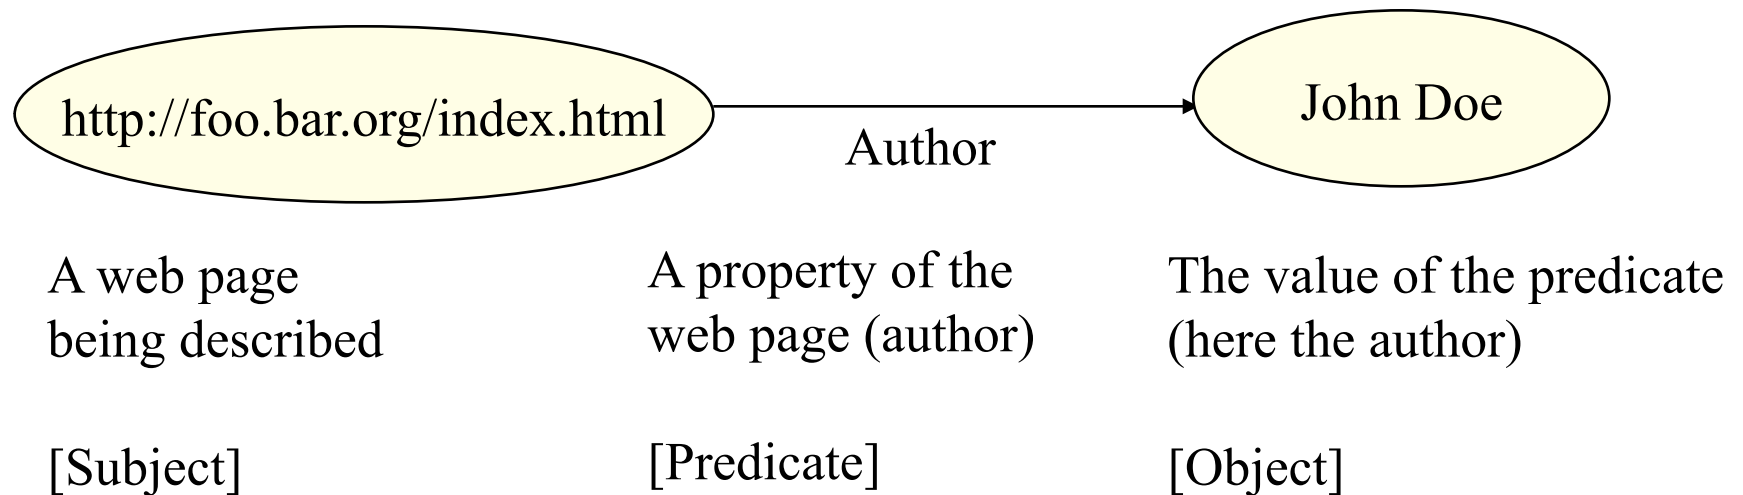 http://foo.bar.org/index.html
Author
John Doe
A web page
being described
[Subject]
A property of the
web page (author)
[Predicate]
The value of the predicate
(here the author)
[Object]